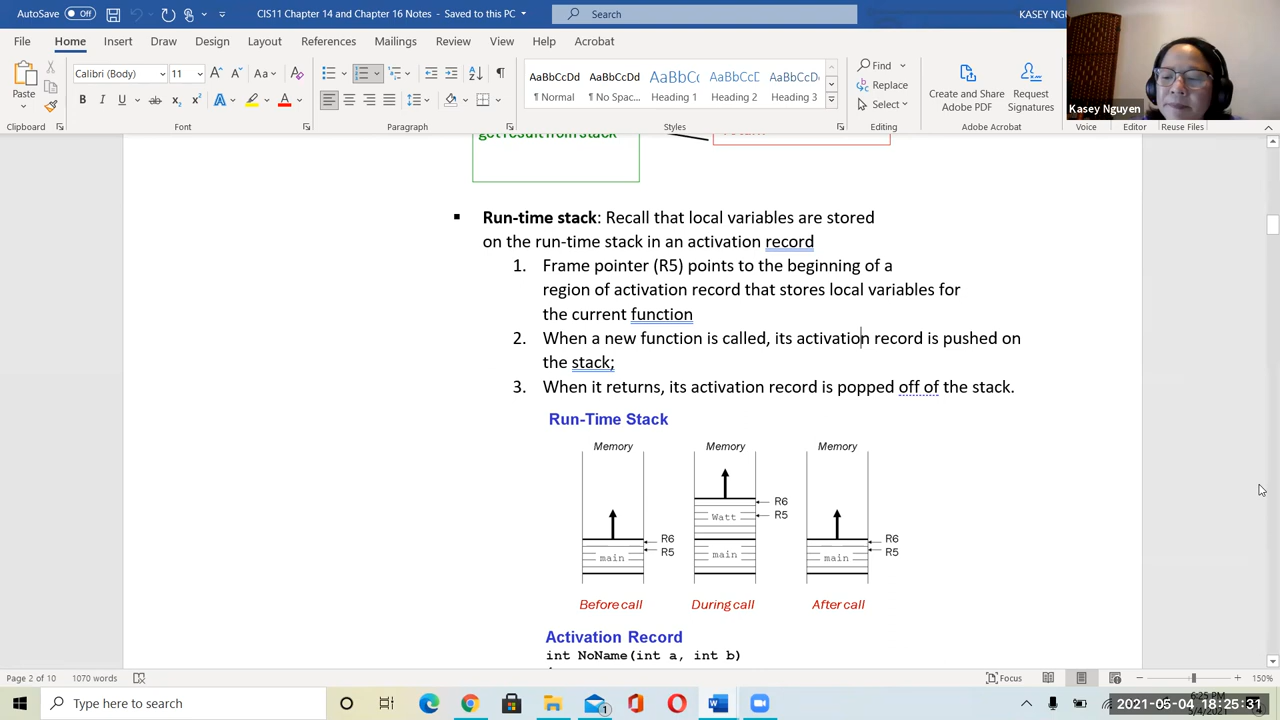 AutoSave Off
CIS11 Chapter 14 and Chapter 16 Notes
Search
KASEY NG
File Home Insert Draw Design Layout References Mailings Review View Help Acrobat
Paste
Calibri (Body) 11
AaBbCcDd AaBbCcDd AaBbCc AaBbCcD AaBbCcD
¶ Normal ¶ No Spac... Heading 1 Heading 2 Heading 3
Find
Replace
Select
Create and Share Adobe PDF
Request Signatures
Kasey Nguyen
Clipboard Font Paragraph Styles Editing Adobe Acrobat Voice Editor Reuse Files
get result from stack
Run-time stack: Recall that local variables are stored
on the run-time stack in an activation record
1. Frame pointer (R5) points to the beginning of a
region of activation record that stores local variables for
the current function
2. When a new function is called, its activation record is pushed on
the stack;
3. When it returns, its activation record is popped off of the stack.
Run-Time Stack
Memory Memory Memory
R6
Watt R5
R6 R6
main R5 main main R5
Before call During call After call
Activation Record
int NoName(int a, int b)
Page 2 of 10 1070 words
Focus
150%
Type here to search
6:25 PM
2021-05-04 18:25:31